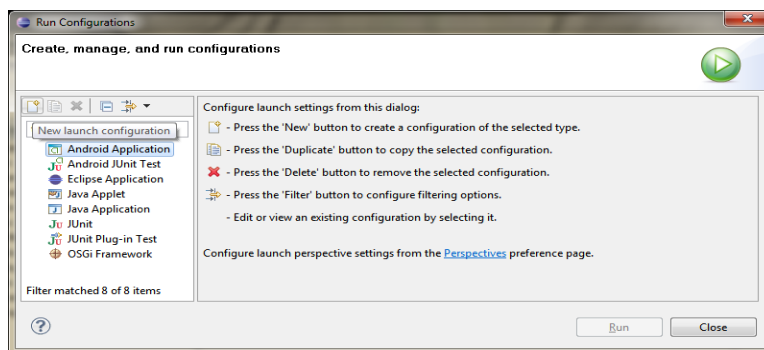 Run Configurations
Create, manage, and run configurations
New launch configuration
Android Application
Android JUnit Test
Eclipse Application
Java Applet
Java Application
JUnit
JUnit Plug-in Test
OSGi Framework
Filter matched 8 of 8 items
Configure launch settings from this dialog:
- Press the 'New' button to create a configuration of the selected type.
- Press the 'Duplicate' button to copy the selected configuration.
- Press the 'Delete' button to remove the selected configuration.
- Press the 'Filter' button to configure filtering options.
- Edit or view an existing configuration by selecting it.
Configure launch perspective settings from the Perspectives preference page.
Run
Close